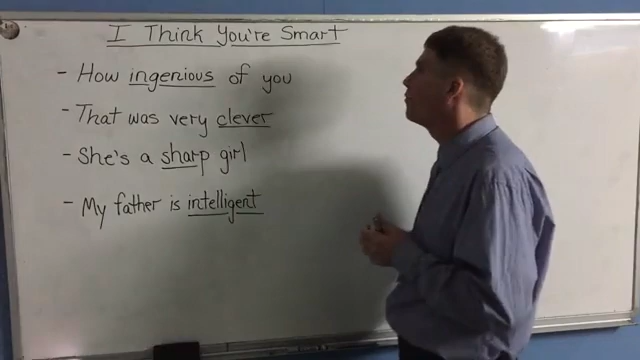 I Think You're Smart
- How ingenious of you
- That was very clever
- She's a sharp girl
- My father is intelligent